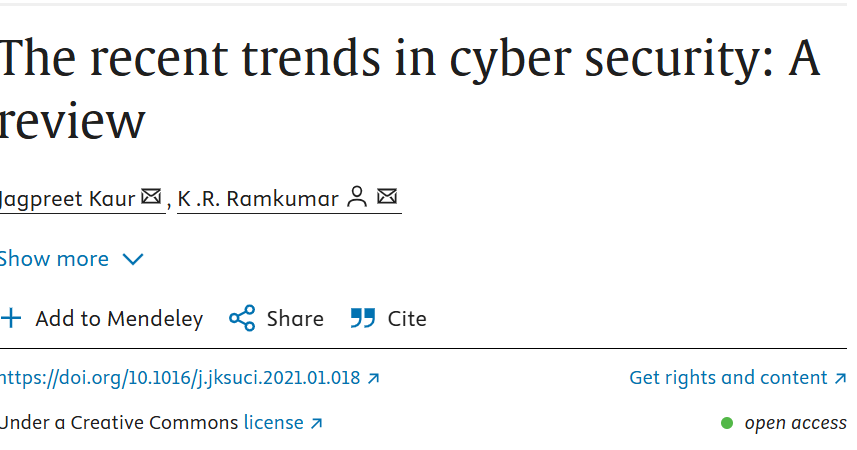 The recent trends in cyber security: A
review
Jagpreet Kaur, K .R. Ramkumar
Show more
Add to Mendeley Share Cite
https://doi.org/10.1016/j.jksuci.2021.01.018 Get rights and content
Under a Creative Commons license open access